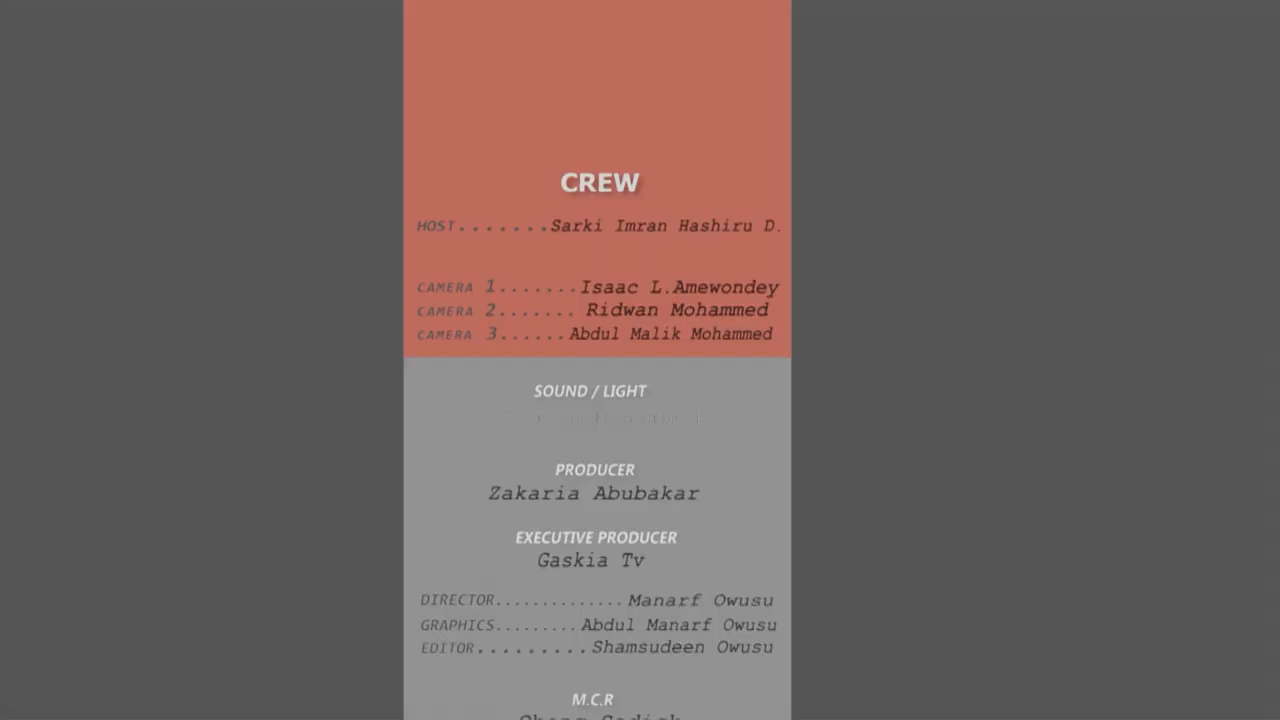 CREW
HOST.......Sarki Imran Hashiru D.
CAMERA 1.......Isaac L.Amewondey
CAMERA 2....... Ridwan Mohammed
CAMERA 3......Abdul Malik Mohammed
SOUND / LIGHT
PRODUCER
Zakaria Abubakar
EXECUTIVE PRODUCER
Gaskia Tv
DIRECTOR..............Manarf Owusu
GRAPHICS.........Abdul Manarf Owusu
EDITOR.........Shamsudeen Owusu
M.C.R